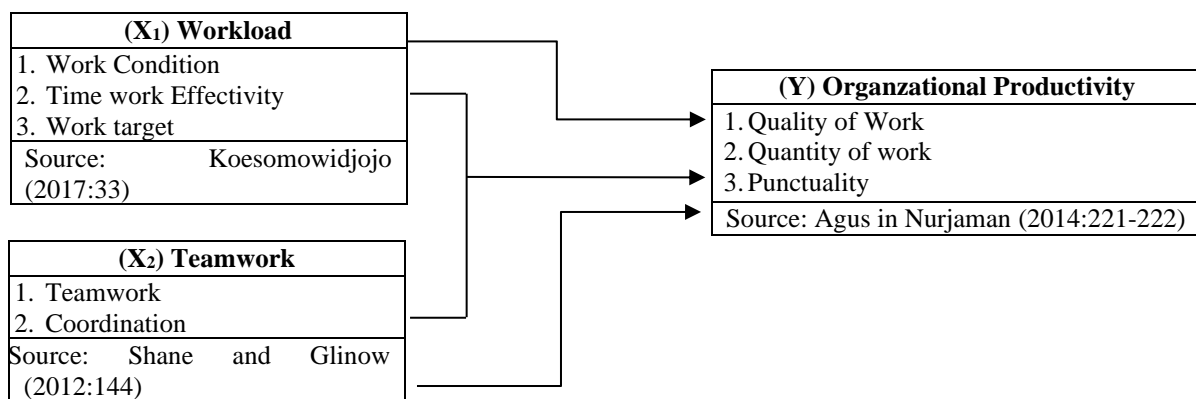 (X1) Workload
1. Work Condition
2. Time work Effectivity
3. Work target
Source: Koesomowidjojo
(2017:33)
(X2) Teamwork
1. Teamwork
2. Coordination
Source: Shane and Glinow
(2012:144)
(Y) Organzational Productivity
1. Quality of Work
2. Quantity of work
3. Punctuality
Source: Agus in Nurjaman (2014:221-222)